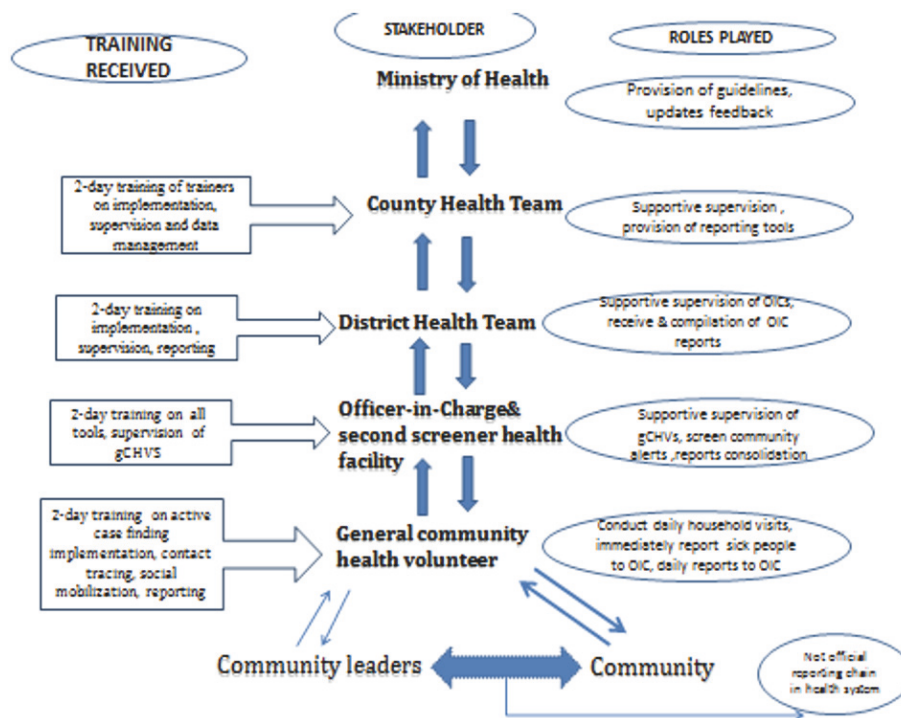 TRAINING
RECEIVED
STAKEHOLDER
ROLES PLAYED
Ministry of Health
Provision of guidelines,
updates feedback
2-day training of trainers
on implementation,
supervision and data
management
County Health Team
Supportive supervision ,
provision of reporting tools
2-day training on
implementation ,
supervision, reporting
District Health Team
Supportive supervision of OICs,
receive & compilation of OIC
reports
2-day training on all
tools, supervision of
gCHVS
Officer-in-Charge&
second screener health
facility
Supportive supervision of
gCHVs, screen community
alerts ,reports consolidation
2-day training on active
case finding
implementation, contact
tracing, social
mobilization, reporting
General community
health volunteer
Conduct daily household visits,
immediately report sick people
to OIC, daily reports to OIC
Community leaders
Community
Not official
reporting chain
in health system